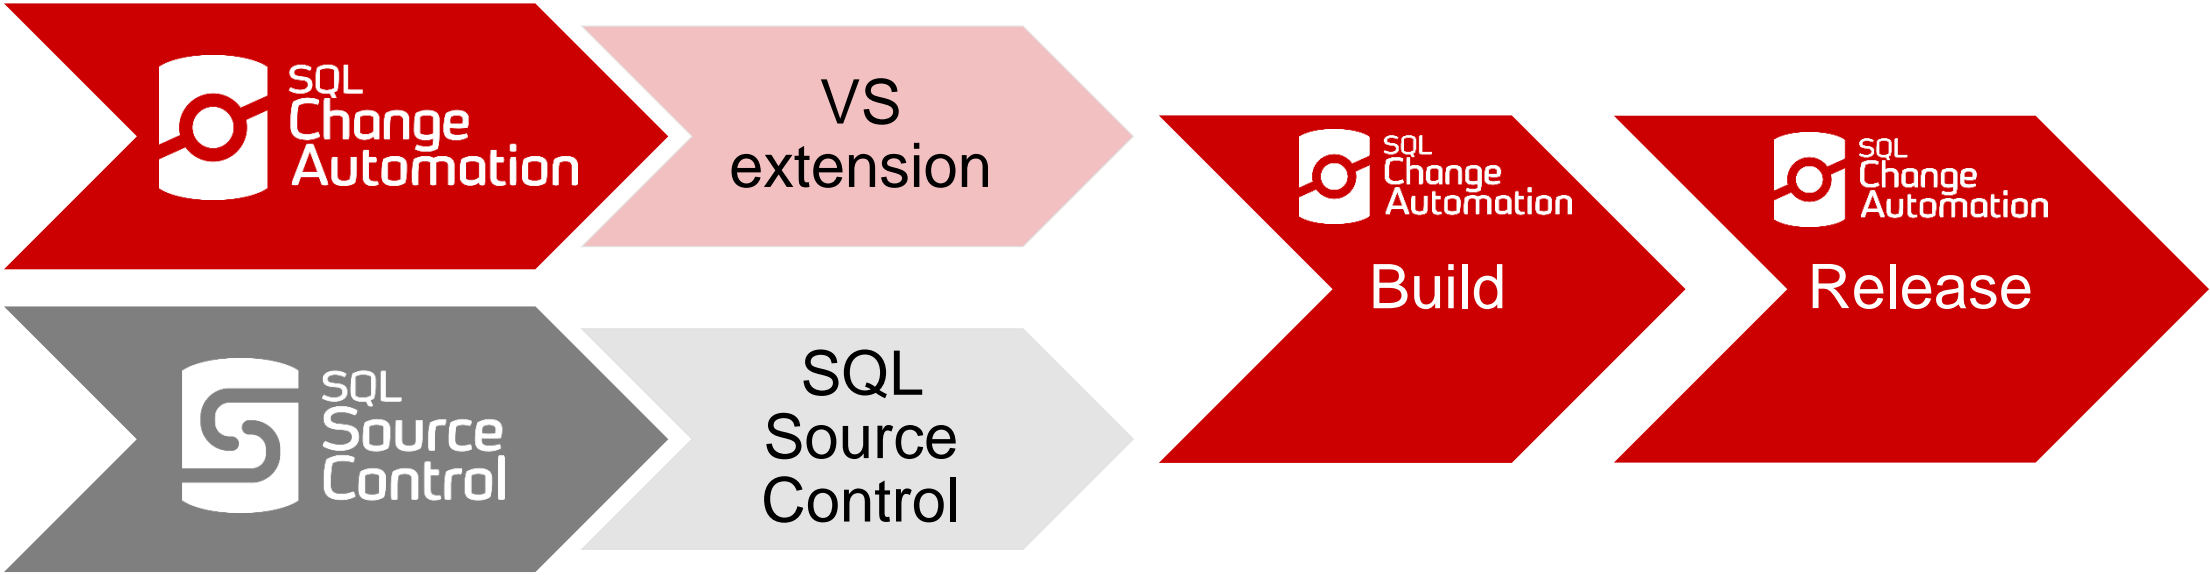 SQL
Change
Automation
VS
extension
SQL
Source
Control
SQL
Source
Control
SQL
Change
Automation
Build
SQL
Change
Automation
Release